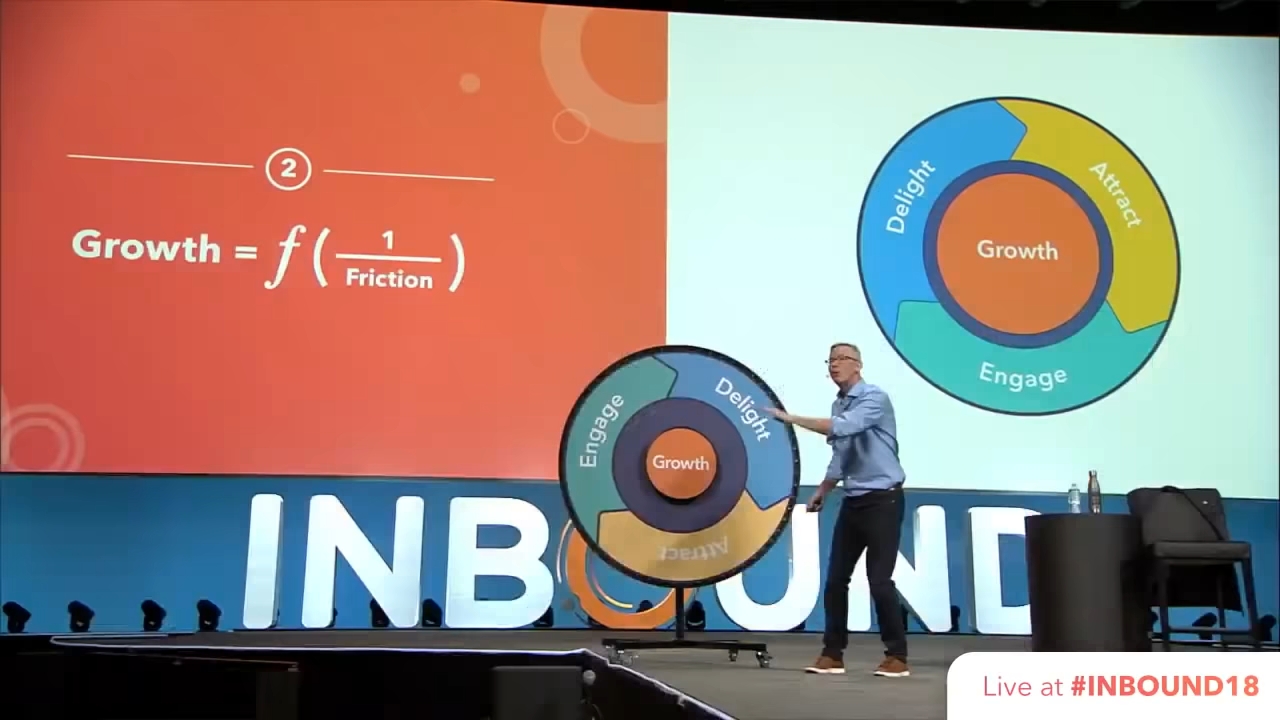 2
Growth = f(1/Friction)
Delight
Attract
Growth
Engage
Engage
Delight
Growth
Attract
INBOUND
Live at #INBOUND18